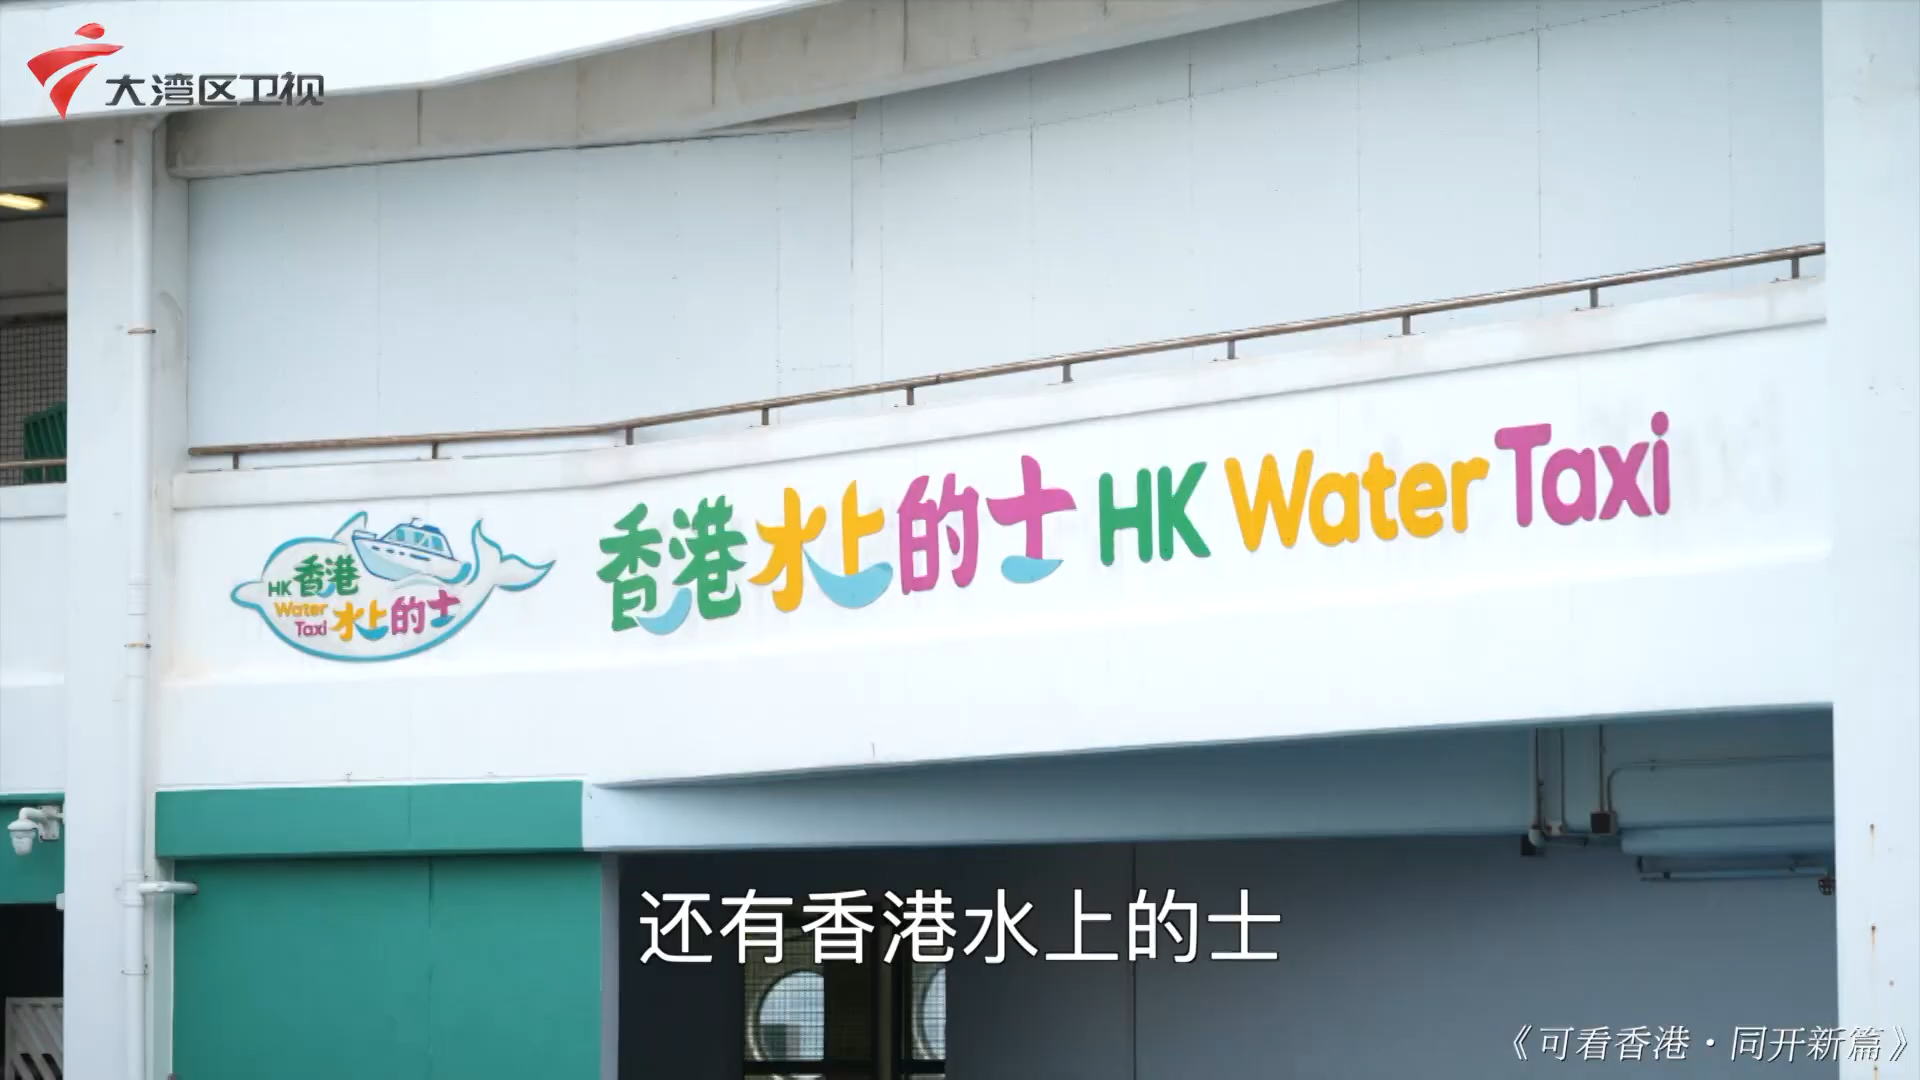 大湾区卫视
香港水上的士 HK Water Taxi
HK 香港
Water 水上的士
Taxi
还有香港水上的士
《可看香港·同开新篇》